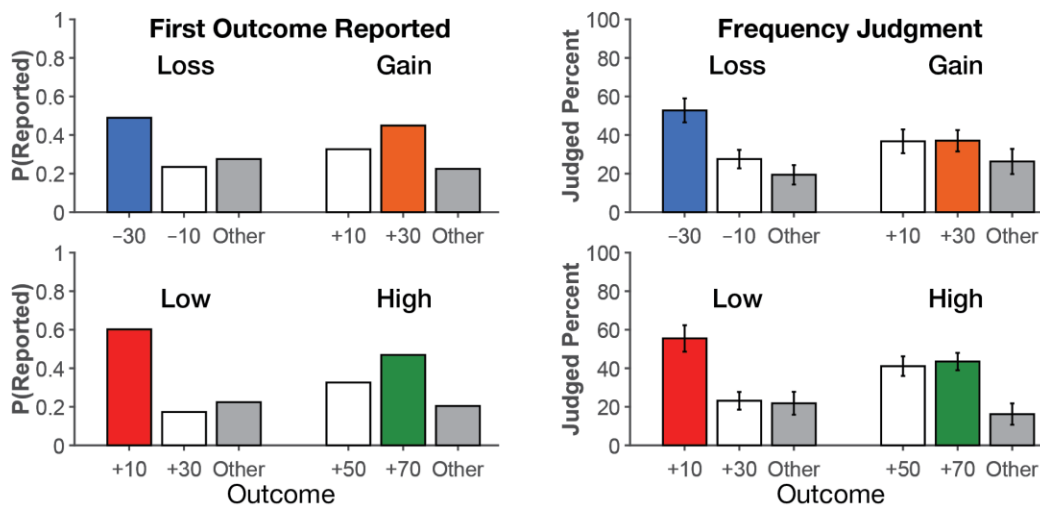 First Outcome Reported
Loss Gain
P(Reported)
1
0.8
0.6
0.4
0.2
0
−30 −10 Other +10 +30 Other
Frequency Judgment
Loss Gain
Judged Percent
100
80
60
40
20
0
−30 −10 Other +10 +30 Other
Low High
P(Reported)
1
0.8
0.6
0.4
0.2
0
+10 +30 Other +50 +70 Other
Outcome
Low High
Judged Percent
100
80
60
40
20
0
+10 +30 Other +50 +70 Other
Outcome